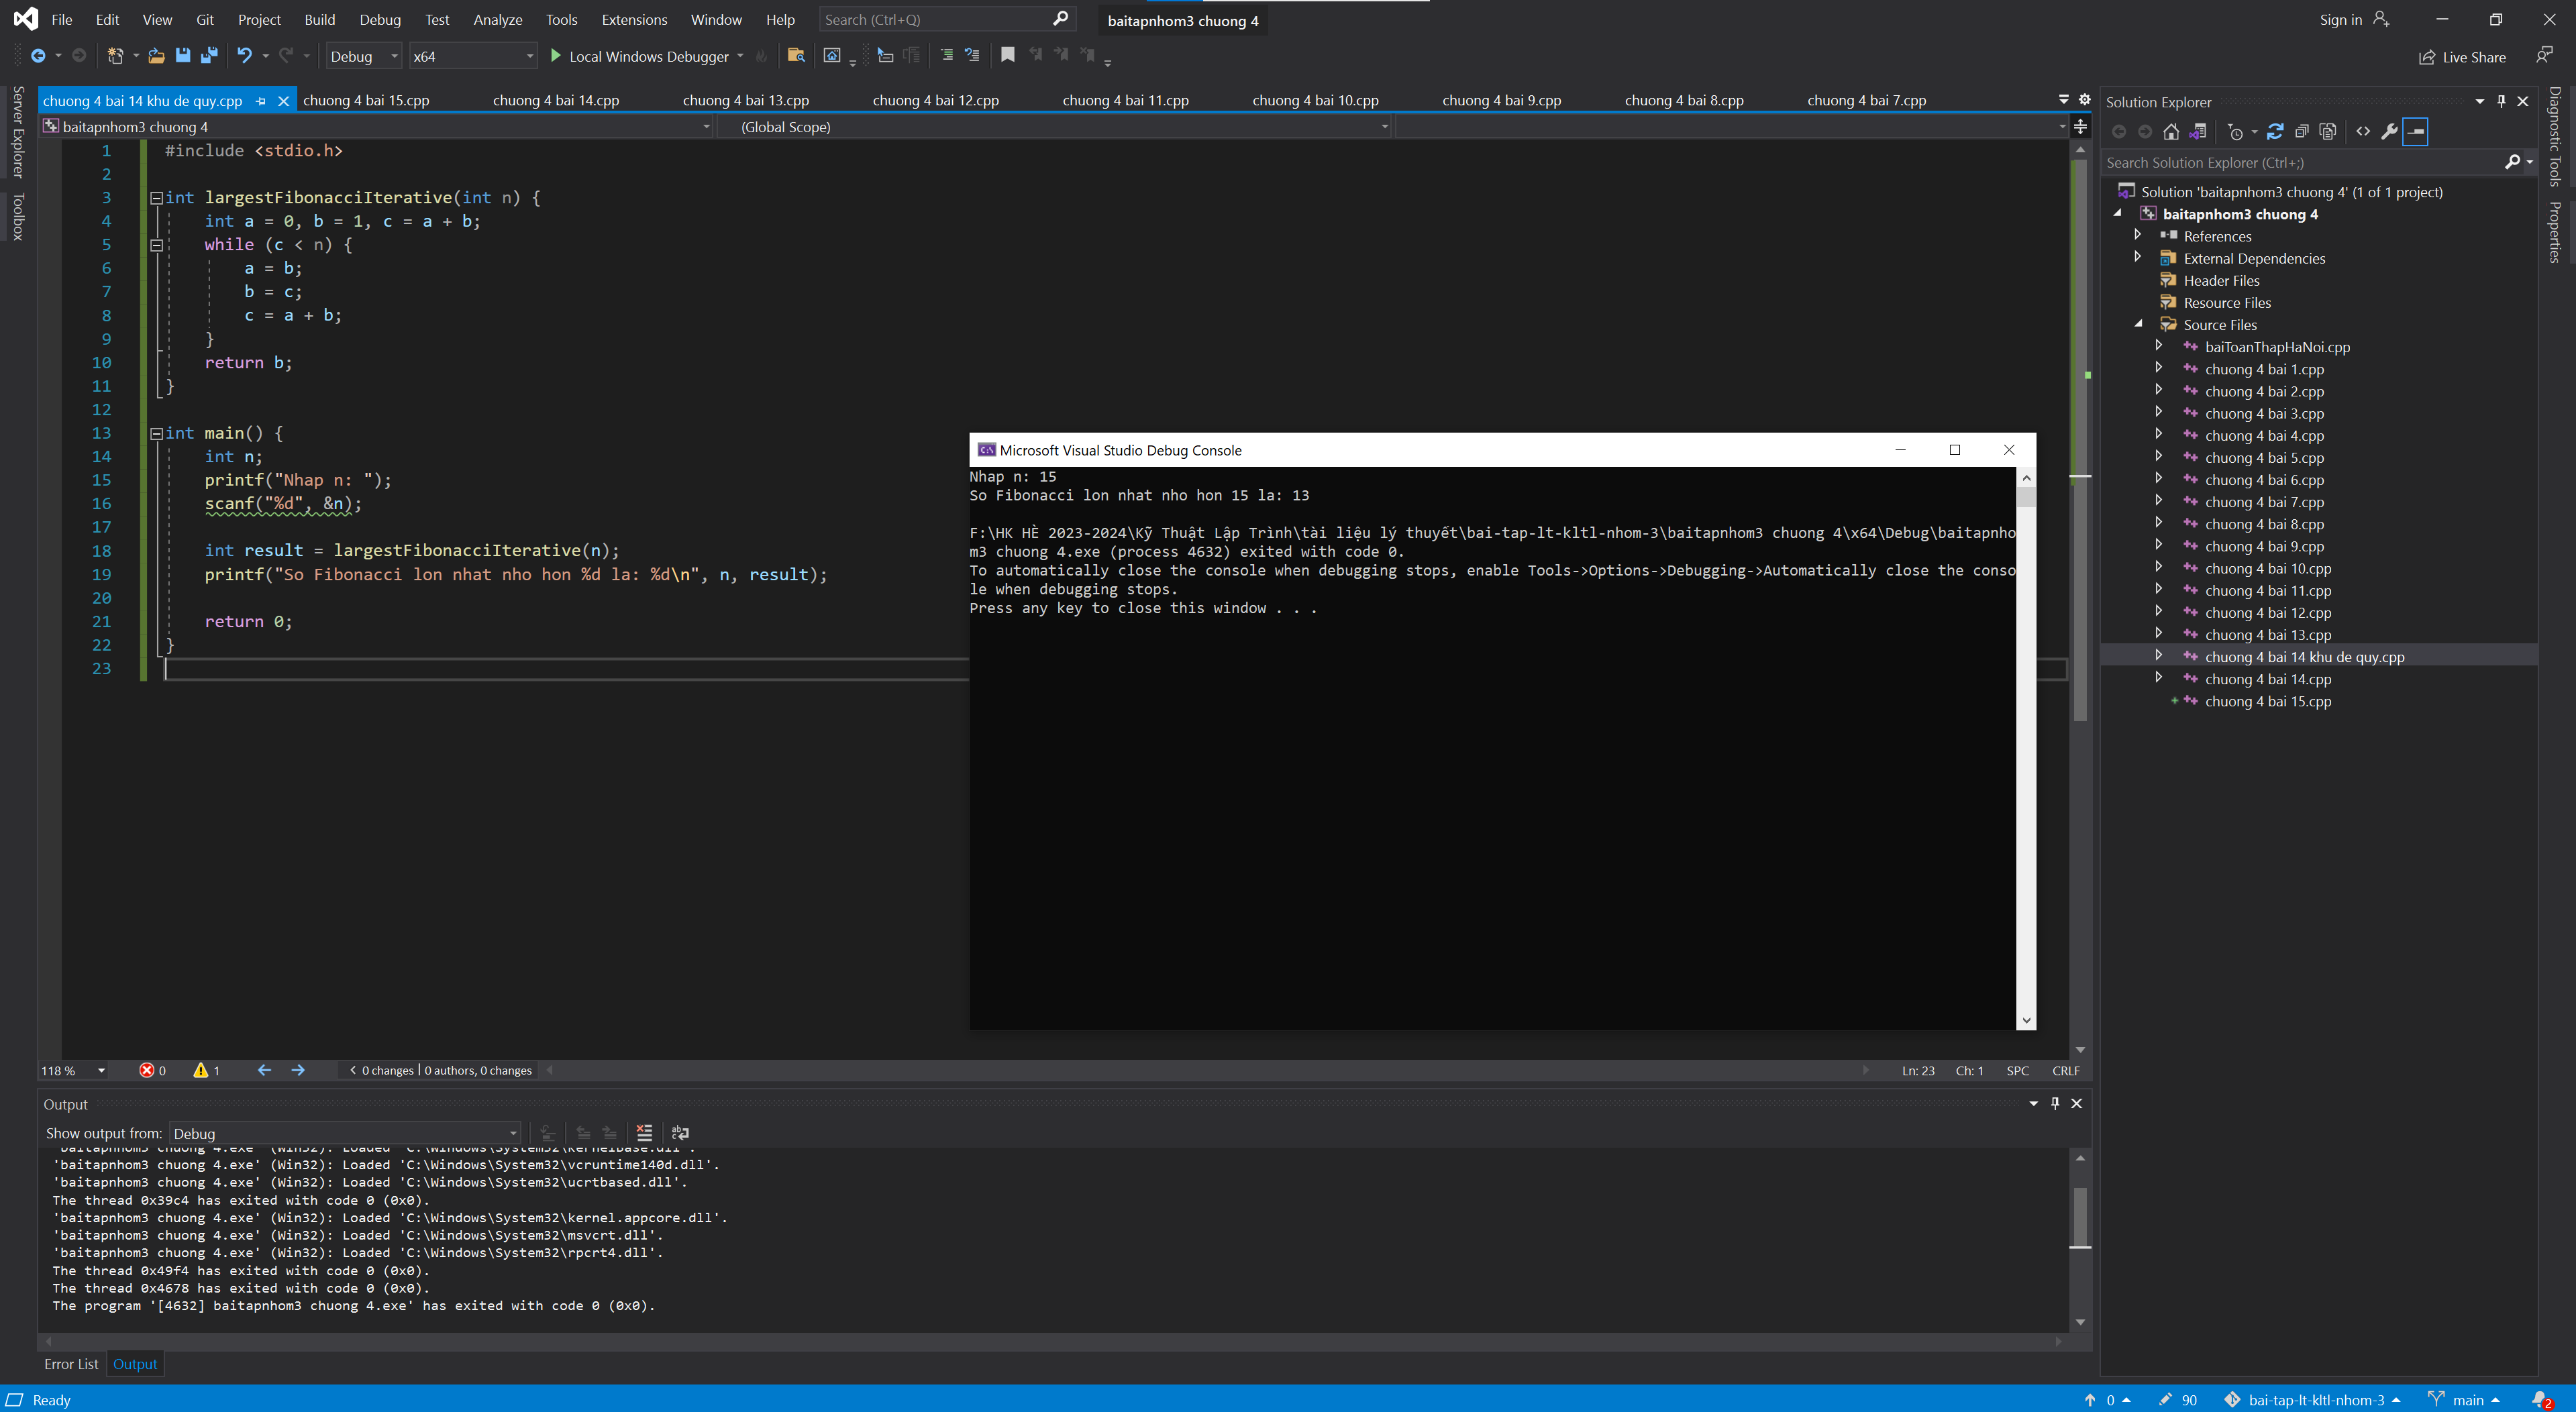 File Edit View Git Project Build Debug Test Analyze Tools Extensions Window Help Search (Ctrl+Q) baitapnhom3 chuong 4 Sign in
Debug x64 Local Windows Debugger Live Share
chuong 4 bai 14 khu de quy.cpp chuong 4 bai 15.cpp chuong 4 bai 14.cpp chuong 4 bai 13.cpp chuong 4 bai 12.cpp chuong 4 bai 11.cpp chuong 4 bai 10.cpp chuong 4 bai 9.cpp chuong 4 bai 8.cpp chuong 4 bai 7.cpp
baitapnhom3 chuong 4 (Global Scope)
Server Explorer
Toolbox
1 #include <stdio.h>
2
3 int largestFibonacciIterative(int n) {
4 int a = 0, b = 1, c = a + b;
5 while (c < n) {
6 a = b;
7 b = c;
8 c = a + b;
9 }
10 return b;
11 }
12
13 int main() {
14 int n;
15 printf("Nhap n: ");
16 scanf("%d", &n);
17
18 int result = largestFibonacciIterative(n);
19 printf("So Fibonacci lon nhat nho hon %d la: %d\n", n, result);
20
21 return 0;
22 }
23
Microsoft Visual Studio Debug Console
Nhap n: 15
So Fibonacci lon nhat nho hon 15 la: 13
F:\HK HÈ 2023-2024\Kỹ Thuật Lập Trình\tài liệu lý thuyết\bai-tap-lt-kltl-nhom-3\baitapnhom3 chuong 4\x64\Debug\baitapnho
m3 chuong 4.exe (process 4632) exited with code 0.
To automatically close the console when debugging stops, enable Tools->Options->Debugging->Automatically close the conso
le when debugging stops.
Press any key to close this window . . .
118 % 0 1 0 changes | 0 authors, 0 changes Ln: 23 Ch: 1 SPC CRLF
Output
Show output from: Debug
'baitapnhom3 chuong 4.exe' (Win32): Loaded 'C:\Windows\System32\KernelBase.dll'.
'baitapnhom3 chuong 4.exe' (Win32): Loaded 'C:\Windows\System32\vcruntime140d.dll'.
'baitapnhom3 chuong 4.exe' (Win32): Loaded 'C:\Windows\System32\ucrtbased.dll'.
The thread 0x39c4 has exited with code 0 (0x0).
'baitapnhom3 chuong 4.exe' (Win32): Loaded 'C:\Windows\System32\kernel.appcore.dll'.
'baitapnhom3 chuong 4.exe' (Win32): Loaded 'C:\Windows\System32\msvcrt.dll'.
'baitapnhom3 chuong 4.exe' (Win32): Loaded 'C:\Windows\System32\rpcrt4.dll'.
The thread 0x49f4 has exited with code 0 (0x0).
The thread 0x4678 has exited with code 0 (0x0).
The program '[4632] baitapnhom3 chuong 4.exe' has exited with code 0 (0x0).
Error List Output
Solution Explorer
Search Solution Explorer (Ctrl+;)
Solution 'baitapnhom3 chuong 4' (1 of 1 project)
baitapnhom3 chuong 4
References
External Dependencies
Header Files
Resource Files
Source Files
baiToanThapHaNoi.cpp
chuong 4 bai 1.cpp
chuong 4 bai 2.cpp
chuong 4 bai 3.cpp
chuong 4 bai 4.cpp
chuong 4 bai 5.cpp
chuong 4 bai 6.cpp
chuong 4 bai 7.cpp
chuong 4 bai 8.cpp
chuong 4 bai 9.cpp
chuong 4 bai 10.cpp
chuong 4 bai 11.cpp
chuong 4 bai 12.cpp
chuong 4 bai 13.cpp
chuong 4 bai 14 khu de quy.cpp
chuong 4 bai 14.cpp
chuong 4 bai 15.cpp
Diagnostic Tools
Properties
Ready 0 90 bai-tap-lt-kltl-nhom-3 main 2